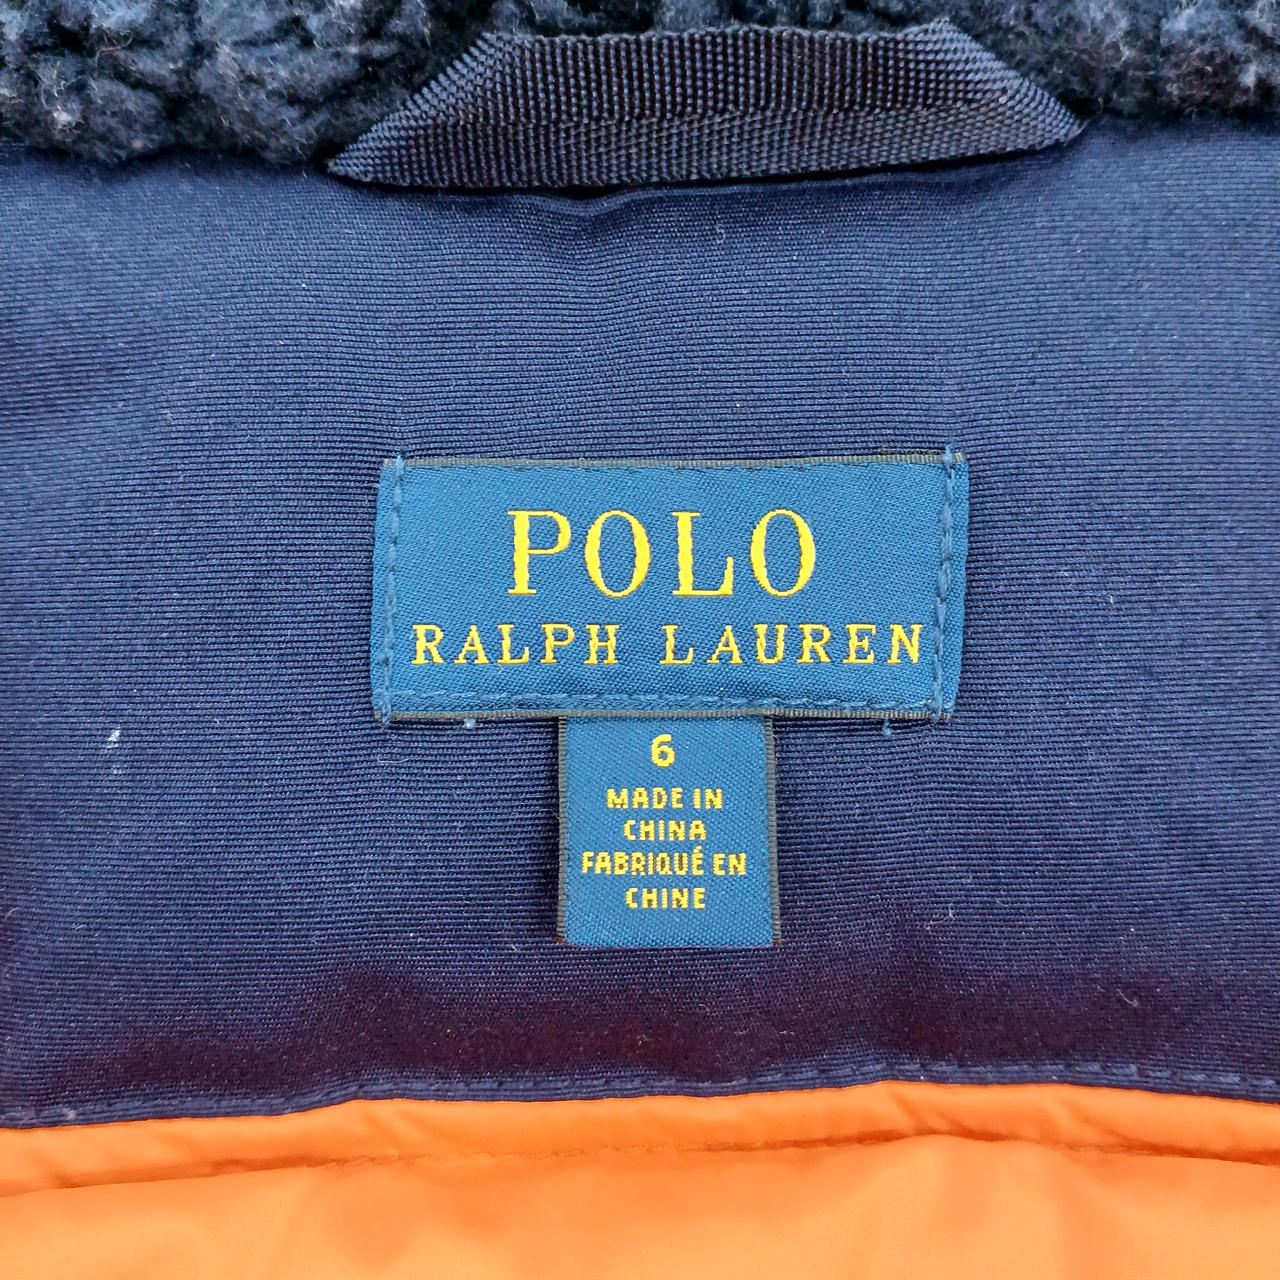 POLO
RALPH LAUREN
6
MADE IN
CHINA
FABRIQUÉ EN
CHINE